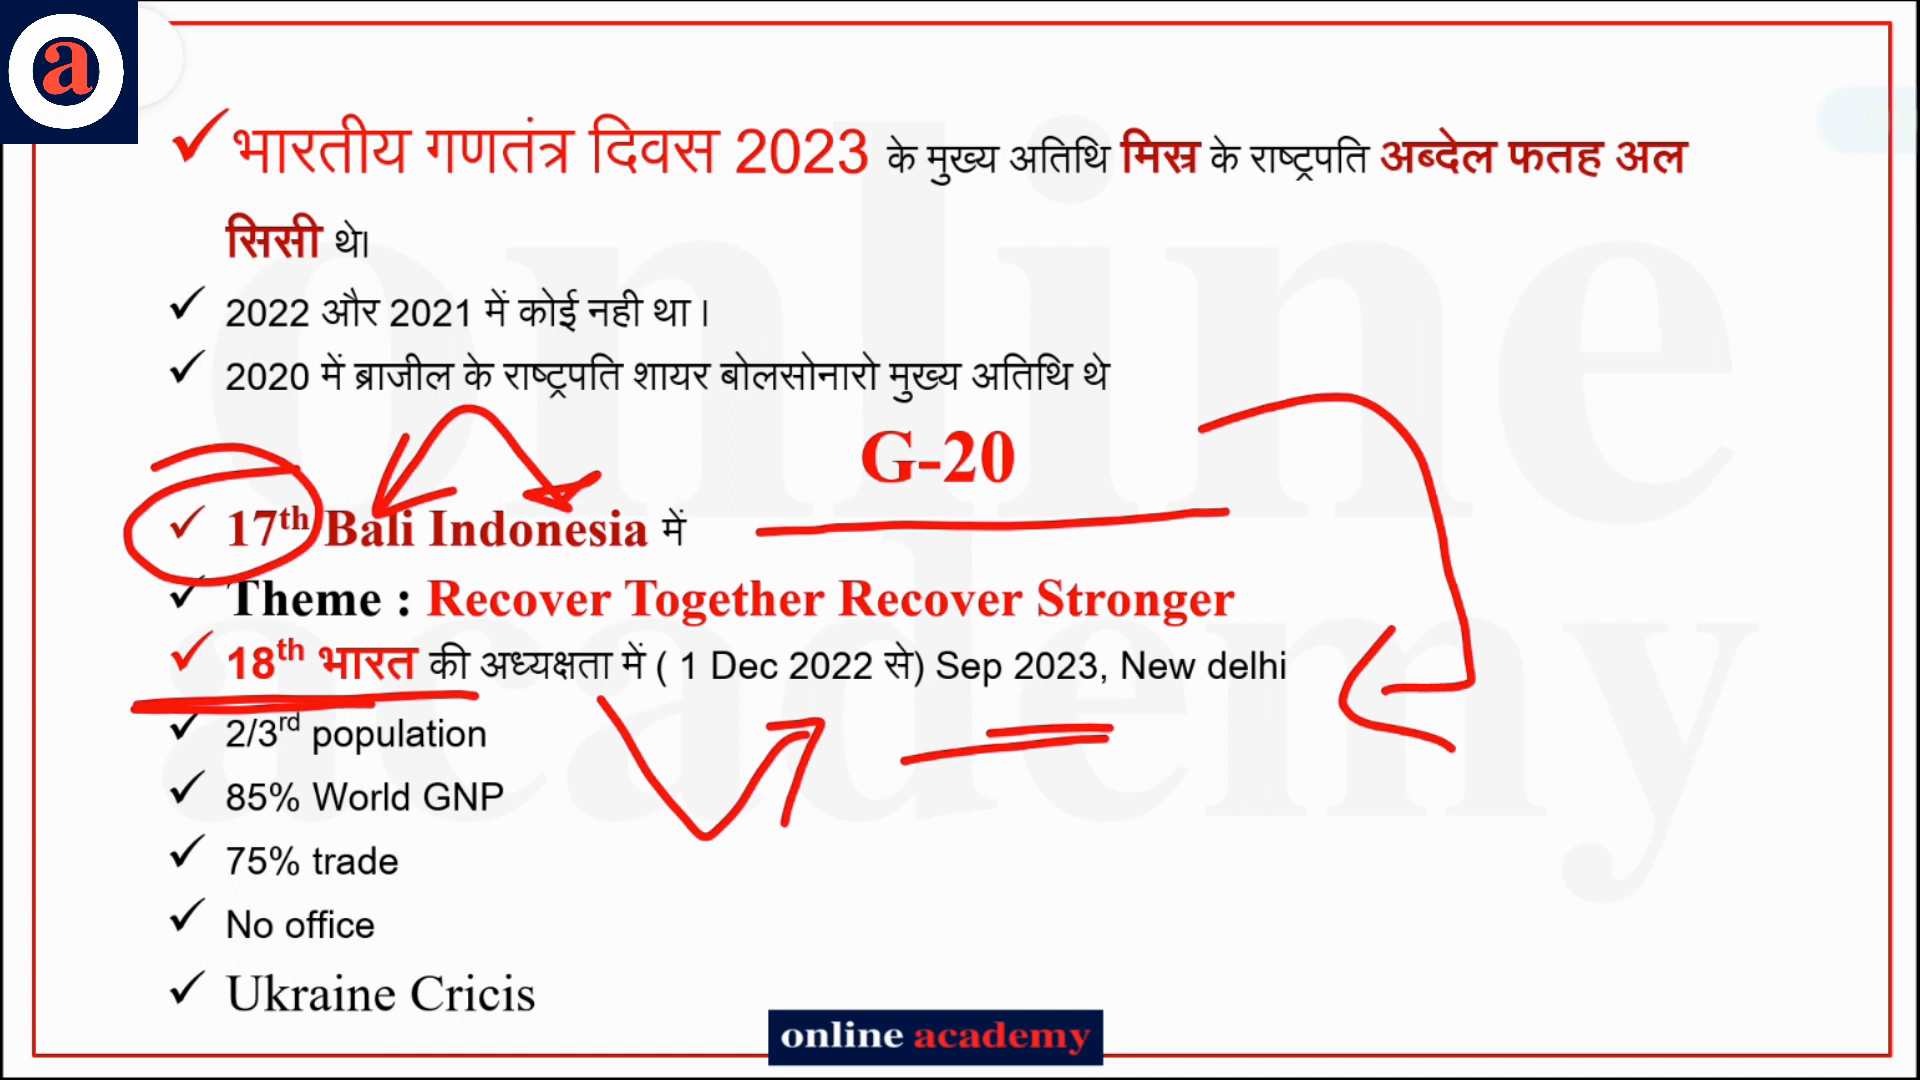 a
भारतीय गणतंत्र दिवस 2023 के मुख्य अतिथि मिस्र के राष्ट्रपति अब्देल फतह अल
सिसी थे।
2022 और 2021 में कोई नही था ।
2020 में ब्राजील के राष्ट्रपति शायर बोलसोनारो मुख्य अतिथि थे
G-20
17th Bali Indonesia में
Theme : Recover Together Recover Stronger
18th भारत की अध्यक्षता में ( 1 Dec 2022 से) Sep 2023, New delhi
2/3rd population
85% World GNP
75% trade
No office
Ukraine Cricis
online academy
online
academy